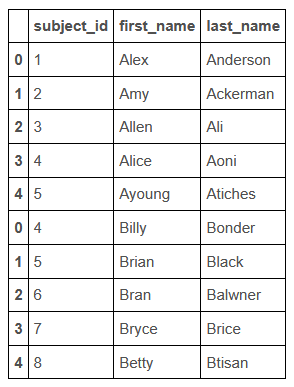 subject_id first_name last_name
0 1 Alex Anderson
1 2 Amy Ackerman
2 3 Allen Ali
3 4 Alice Aoni
4 5 Ayoung Atiches
0 4 Billy Bonder
1 5 Brian Black
2 6 Bran Balwner
3 7 Bryce Brice
4 8 Betty Btisan